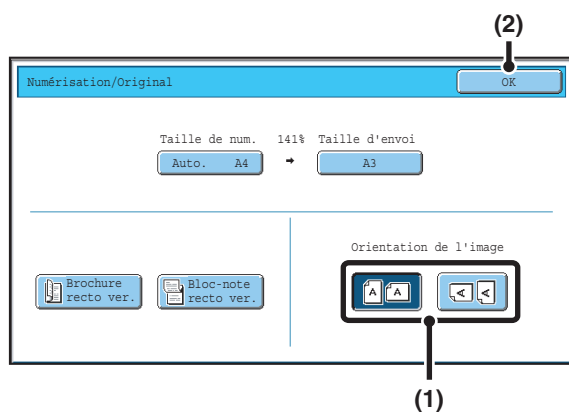 (2)
Numérisation/Original
OK
Taille de num. 141% Taille d'envoi
Auto. A4 → A3
Orientation de l'image
Brochure
recto ver.
Bloc-note
recto ver.
A A A A
(1)